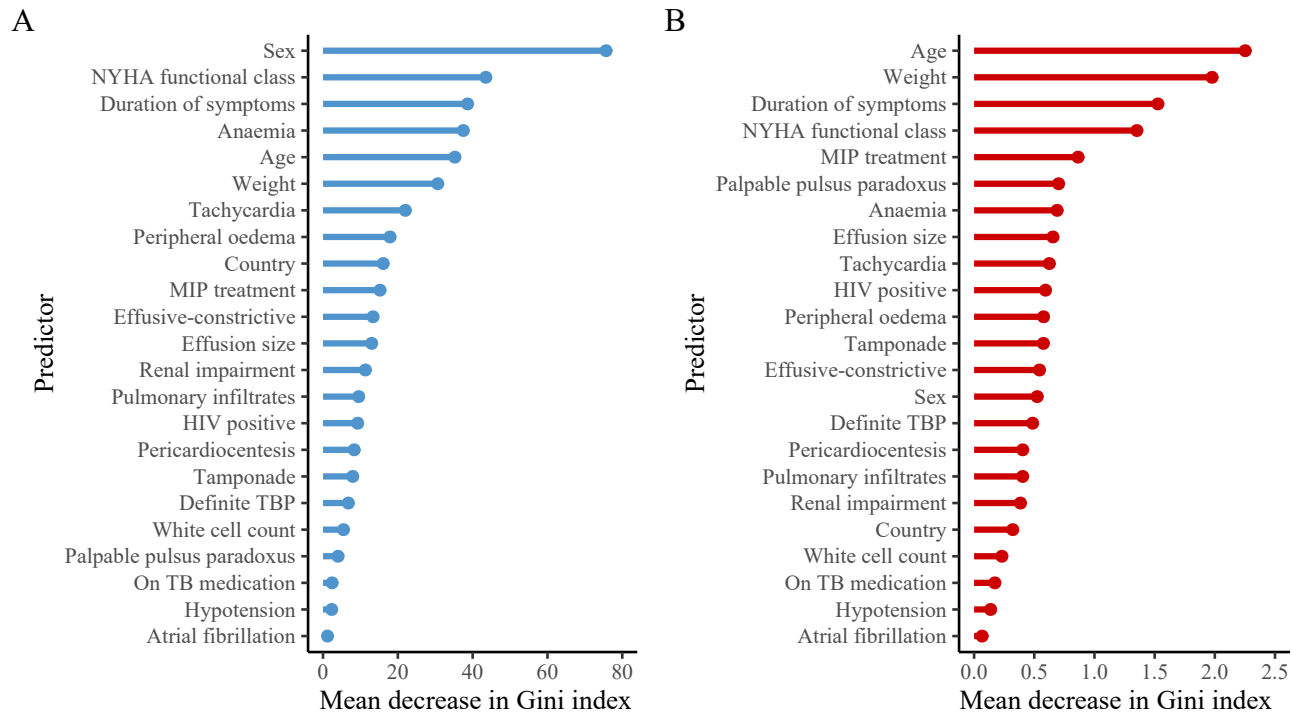 A
Predictor
Sex
NYHA functional class
Duration of symptoms
Anaemia
Age
Weight
Tachycardia
Peripheral oedema
Country
MIP treatment
Effusive-constrictive
Effusion size
Renal impairment
Pulmonary infiltrates
HIV positive
Pericardiocentesis
Tamponade
Definite TBP
White cell count
Palpable pulsus paradoxus
On TB medication
Hypotension
Atrial fibrillation
0 20 40 60 80
Mean decrease in Gini index
B
Predictor
Age
Weight
Duration of symptoms
NYHA functional class
MIP treatment
Palpable pulsus paradoxus
Anaemia
Effusion size
Tachycardia
HIV positive
Peripheral oedema
Tamponade
Effusive-constrictive
Sex
Definite TBP
Pericardiocentesis
Pulmonary infiltrates
Renal impairment
Country
White cell count
On TB medication
Hypotension
Atrial fibrillation
0.0 0.5 1.0 1.5 2.0 2.5
Mean decrease in Gini index